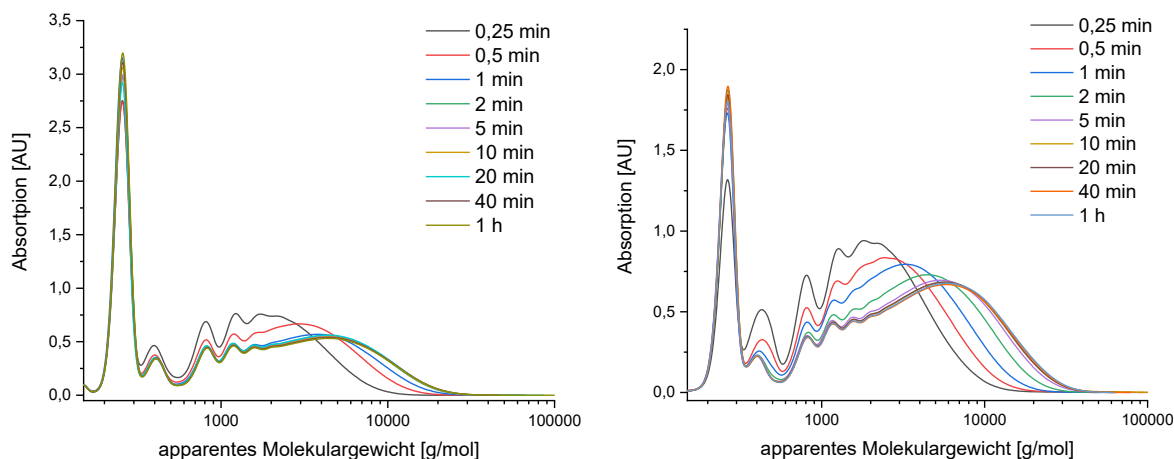 3,5
3,0
2,5
2,0
1,5
1,0
0,5
0,0
Absortpion [AU]
1000
10000
100000
apparentes Molekulargewicht [g/mol]
0,25 min
0,5 min
1 min
2 min
5 min
10 min
20 min
40 min
1 h
2,0
1,5
1,0
0,5
0,0
Absorption [AU]
1000
10000
100000
apparentes Molekulargewicht [g/mol]
0,25 min
0,5 min
1 min
2 min
5 min
10 min
20 min
40 min
1 h